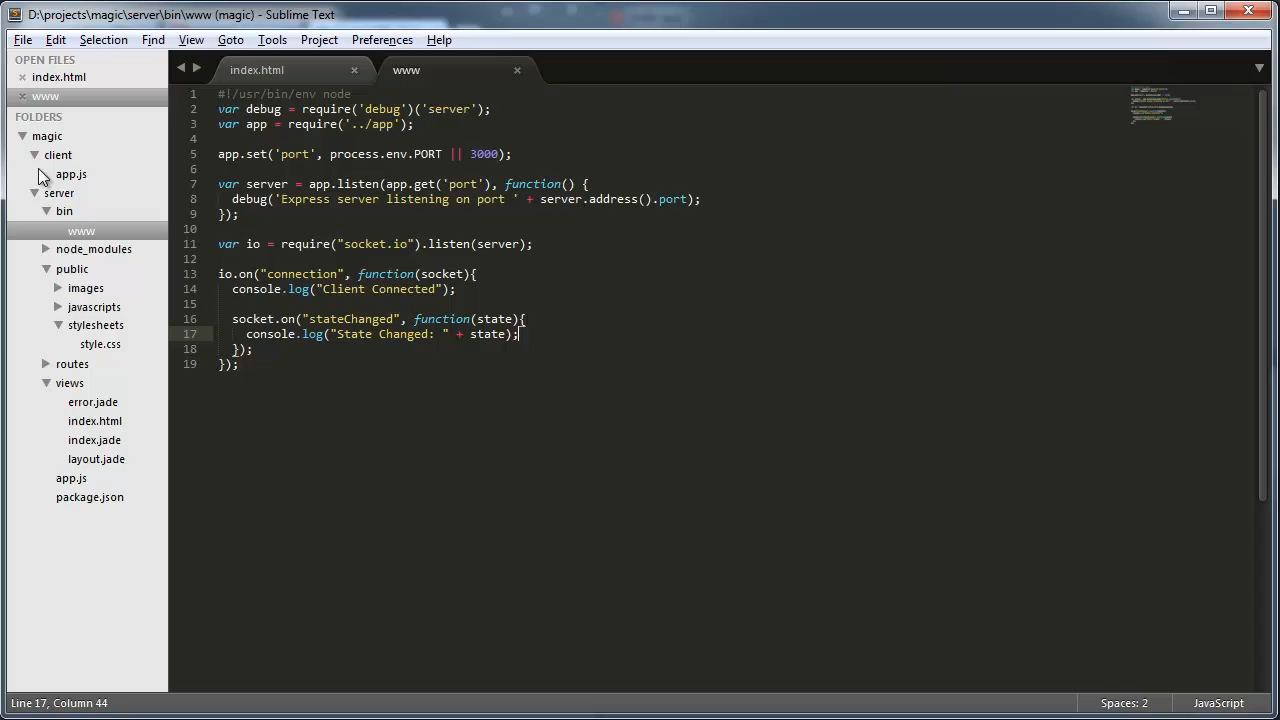 D:\projects\magic\server\bin\www (magic) - Sublime Text
File Edit Selection Find View Goto Tools Project Preferences Help
OPEN FILES
index.html
www
FOLDERS
magic
client
app.js
server
bin
www
node_modules
public
images
javascripts
stylesheets
style.css
routes
views
error.jade
index.html
index.jade
layout.jade
app.js
package.json
index.html www
1 #!/usr/bin/env node
2 var debug = require('debug')('server');
3 var app = require('../app');
4
5 app.set('port', process.env.PORT || 3000);
6
7 var server = app.listen(app.get('port'), function() {
8 debug('Express server listening on port ' + server.address().port);
9 });
10
11 var io = require("socket.io").listen(server);
12
13 io.on("connection", function(socket){
14 console.log("Client Connected");
15
16 socket.on("stateChanged", function(state){
17 console.log("State Changed: " + state);
18 });
19 });
Line 17, Column 44
Spaces: 2
JavaScript